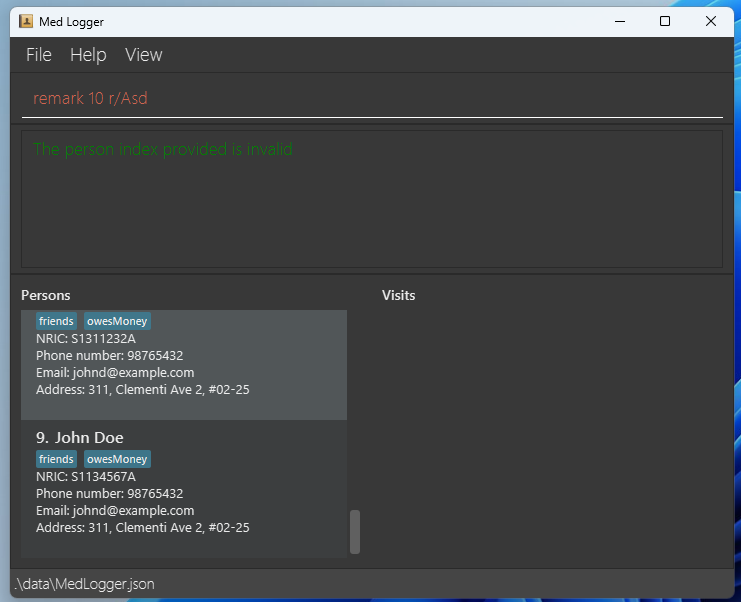 Med Logger
File Help View
remark 10 r/Asd
The person index provided is invalid
Persons
friends owesMoney
NRIC: S1311232A
Phone number: 98765432
Email: johnd@example.com
Address: 311, Clementi Ave 2, #02-25
9. John Doe
friends owesMoney
NRIC: S1134567A
Phone number: 98765432
Email: johnd@example.com
Address: 311, Clementi Ave 2, #02-25
Visits
.\data\MedLogger.json